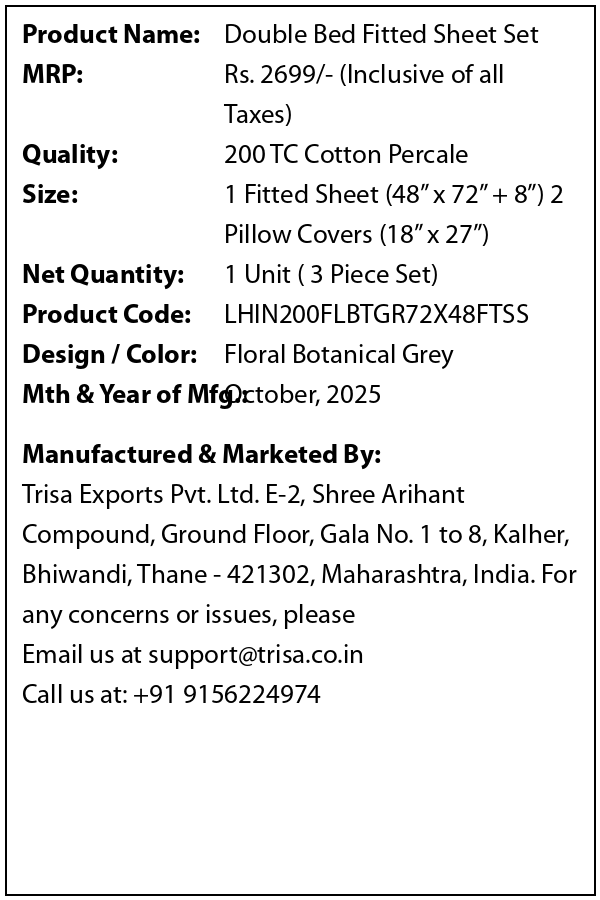 Product Name: Double Bed Fitted Sheet Set
MRP: Rs. 2699/- (Inclusive of all
Taxes)
Quality: 200 TC Cotton Percale
Size: 1 Fitted Sheet (48” x 72” + 8”) 2
Pillow Covers (18” x 27”)
Net Quantity: 1 Unit ( 3 Piece Set)
Product Code: LHIN200FLBTGR72X48FTSS
Design / Color: Floral Botanical Grey
Mth & Year of Mfg.: October, 2025
Manufactured & Marketed By:
Trisa Exports Pvt. Ltd. E-2, Shree Arihant
Compound, Ground Floor, Gala No. 1 to 8, Kalher,
Bhiwandi, Thane - 421302, Maharashtra, India. For
any concerns or issues, please
Email us at support@trisa.co.in
Call us at: +91 9156224974